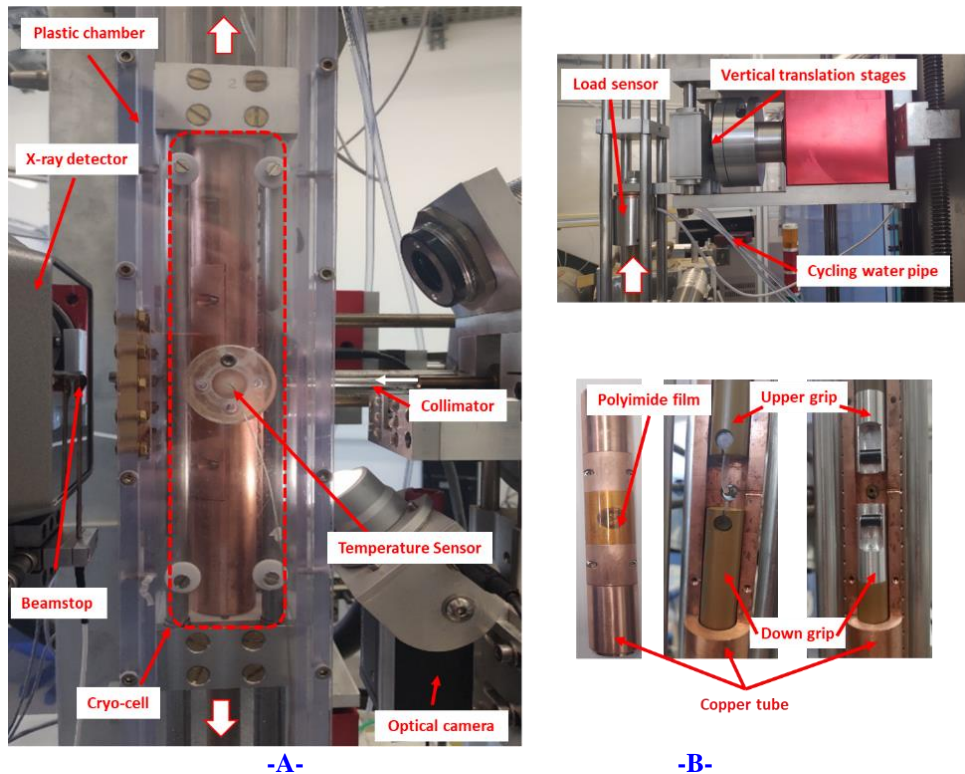 Plastic chamber
X-ray detector
Collimator
Temperature Sensor
Beamstop
Cryo-cell
Optical camera
-A-
Load sensor
Vertical translation stages
Cycling water pipe
Polyimide film
Upper grip
Down grip
Copper tube
-B-
2